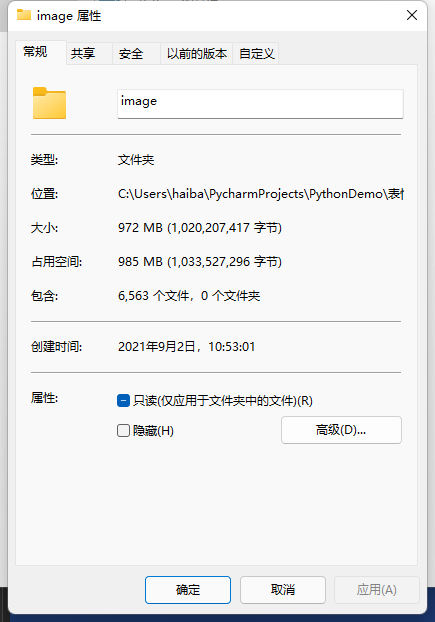 image 属性
常规 共享 安全 以前的版本 自定义
image
类型: 文件夹
位置: C:\Users\haiba\PycharmProjects\PythonDemo\表
大小: 972 MB (1,020,207,417 字节)
占用空间: 985 MB (1,033,527,296 字节)
包含: 6,563 个文件，0 个文件夹
创建时间: 2021年9月2日，10:53:01
属性: 只读(仅应用于文件夹中的文件)(R)
隐藏(H) 高级(D)...
确定 取消 应用(A)